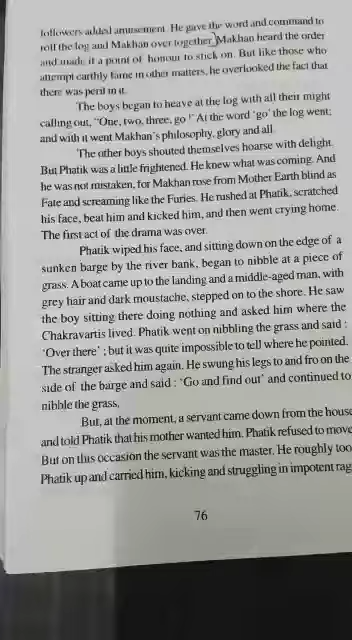 followers added amusement. He gave the word and command to
roll the log and Makhan over together. Makhan heard the order
and made it a point of honour to stick on. But like those who
attempt earthly fame in other matters, he overlooked the fact that
there was peril in it.
The boys began to heave at the log with all their might
calling out, “One, two, three, go !” At the word ‘go’ the log went;
and with it went Makhan’s philosophy, glory and all.
The other boys shouted themselves hoarse with delight.
But Phatik was a little frightened. He knew what was coming. And
he was not mistaken, for Makhan rose from Mother Earth blind as
Fate and screaming like the Furies. He rushed at Phatik, scratched
his face, beat him and kicked him, and then went crying home.
The first act of the drama was over.
Phatik wiped his face, and sitting down on the edge of a
sunken barge by the river bank, began to nibble at a piece of
grass. A boat came up to the landing and a middle-aged man, with
grey hair and dark moustache, stepped on to the shore. He saw
the boy sitting there doing nothing and asked him where the
Chakravartis lived. Phatik went on nibbling the grass and said :
‘Over there’ ; but it was quite impossible to tell where he pointed.
The stranger asked him again. He swung his legs to and fro on the
side of the barge and said : ‘Go and find out’ and continued to
nibble the grass,
But, at the moment, a servant came down from the house
and told Phatik that his mother wanted him. Phatik refused to move
But on this occasion the servant was the master. He roughly too
Phatik up and carried him, kicking and struggling in impotent rag
76